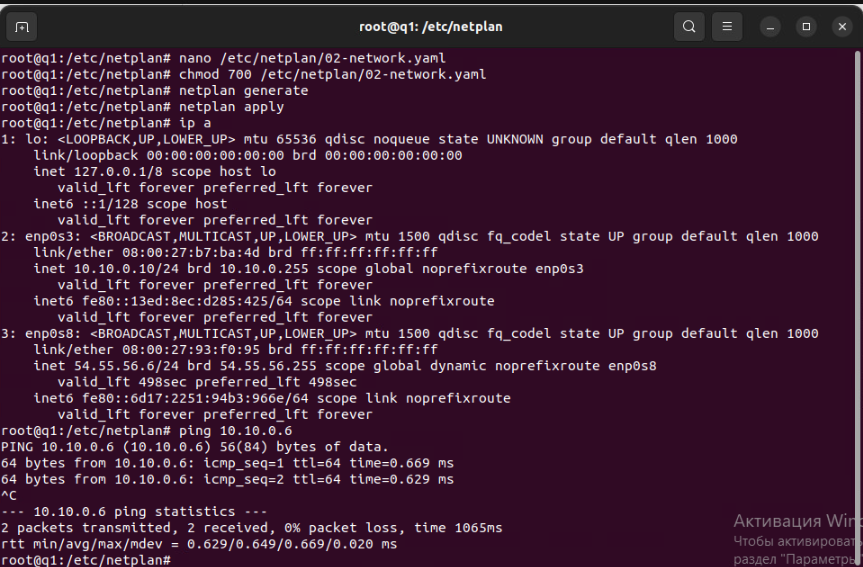 root@q1: /etc/netplan
root@q1:/etc/netplan# nano /etc/netplan/02-network.yaml
root@q1:/etc/netplan# chmod 700 /etc/netplan/02-network.yaml
root@q1:/etc/netplan# netplan generate
root@q1:/etc/netplan# netplan apply
root@q1:/etc/netplan# ip a
1: lo: <LOOPBACK,UP,LOWER_UP> mtu 65536 qdisc noqueue state UNKNOWN group default qlen 1000
    link/loopback 00:00:00:00:00:00 brd 00:00:00:00:00:00
    inet 127.0.0.1/8 scope host lo
       valid_lft forever preferred_lft forever
    inet6 ::1/128 scope host
       valid_lft forever preferred_lft forever
2: enp0s3: <BROADCAST,MULTICAST,UP,LOWER_UP> mtu 1500 qdisc fq_codel state UP group default qlen 1000
    link/ether 08:00:27:b7:ba:4d brd ff:ff:ff:ff:ff:ff
    inet 10.10.0.10/24 brd 10.10.0.255 scope global noprefixroute enp0s3
       valid_lft forever preferred_lft forever
    inet6 fe80::13ed:8ec:d285:425/64 scope link noprefixroute
       valid_lft forever preferred_lft forever
3: enp0s8: <BROADCAST,MULTICAST,UP,LOWER_UP> mtu 1500 qdisc fq_codel state UP group default qlen 1000
    link/ether 08:00:27:93:f0:95 brd ff:ff:ff:ff:ff:ff
    inet 54.55.56.6/24 brd 54.55.56.255 scope global dynamic noprefixroute enp0s8
       valid_lft 498sec preferred_lft 498sec
    inet6 fe80::6d17:2251:94b3:966e/64 scope link noprefixroute
       valid_lft forever preferred_lft forever
root@q1:/etc/netplan# ping 10.10.0.6
PING 10.10.0.6 (10.10.0.6) 56(84) bytes of data.
64 bytes from 10.10.0.6: icmp_seq=1 ttl=64 time=0.669 ms
64 bytes from 10.10.0.6: icmp_seq=2 ttl=64 time=0.629 ms
^C
--- 10.10.0.6 ping statistics ---
2 packets transmitted, 2 received, 0% packet loss, time 1065ms
rtt min/avg/max/mdev = 0.629/0.649/0.669/0.020 ms
root@q1:/etc/netplan#
Активация Win
Чтобы активировать
раздел "Параметры